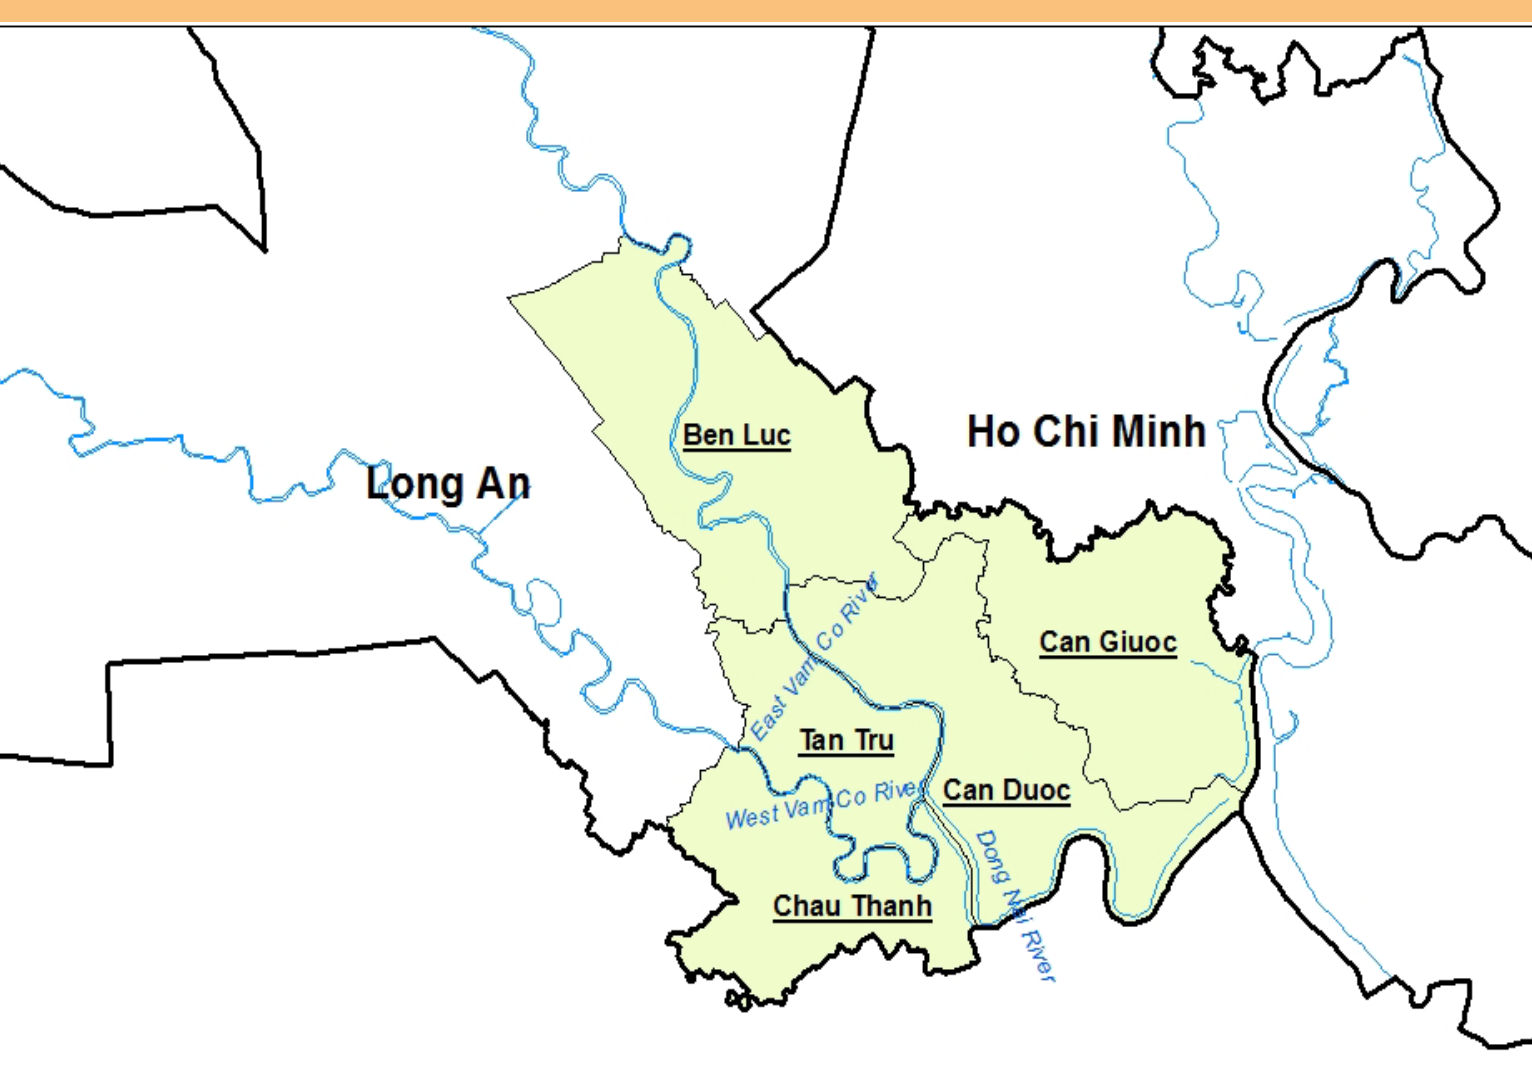 Ben Luc
Ho Chi Minh
Long An
East Vam Co River
Can Giuoc
Tan Tru
West Vam Co River
Can Duoc
Dong Nai River
Chau Thanh